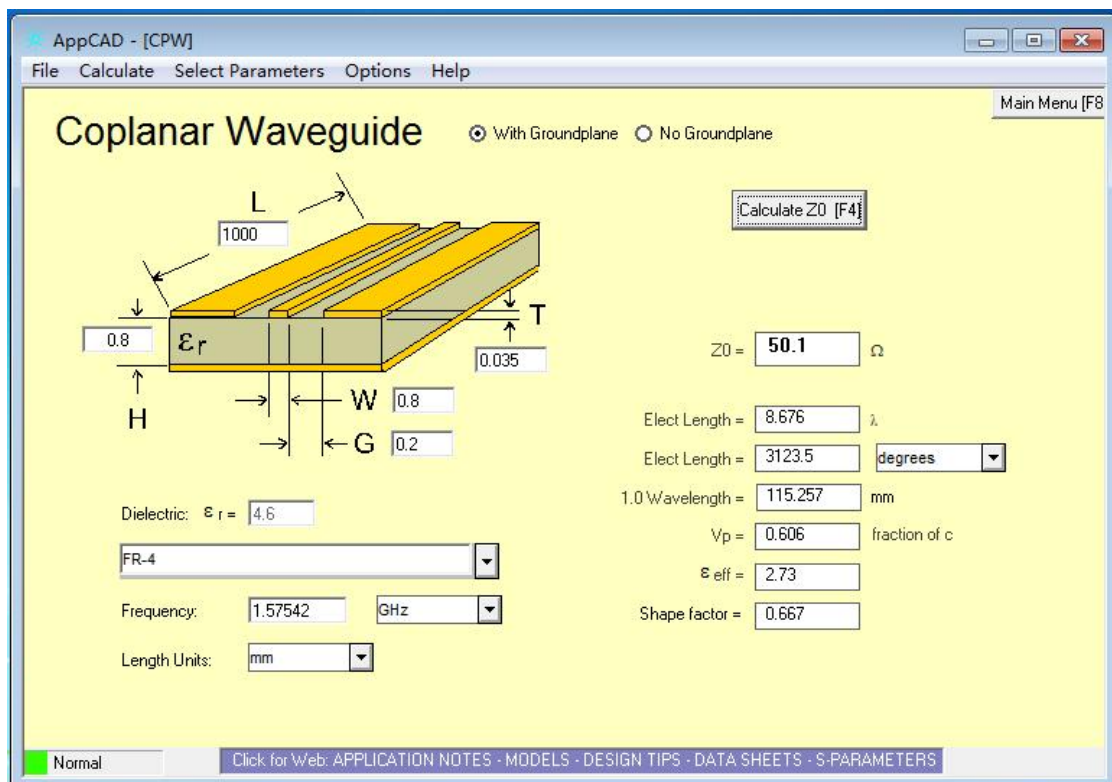 AppCAD - [CPW]
File Calculate Select Parameters Options Help
Main Menu [F8
Coplanar Waveguide
With Groundplane No Groundplane
Calculate Z0 [F4]
L
1000
0.8
εr
T
0.035
H
W 0.8
G 0.2
Z0 = 50.1 Ω
Elect Length = 8.676 λ
Elect Length = 3123.5 degrees
1.0 Wavelength = 115.257 mm
Vp = 0.606 fraction of c
ε eff = 2.73
Shape factor = 0.667
Dielectric: ε r = 4.6
FR-4
Frequency: 1.57542 GHz
Length Units: mm
Normal
Click for Web: APPLICATION NOTES - MODELS - DESIGN TIPS - DATA SHEETS - S-PARAMETERS